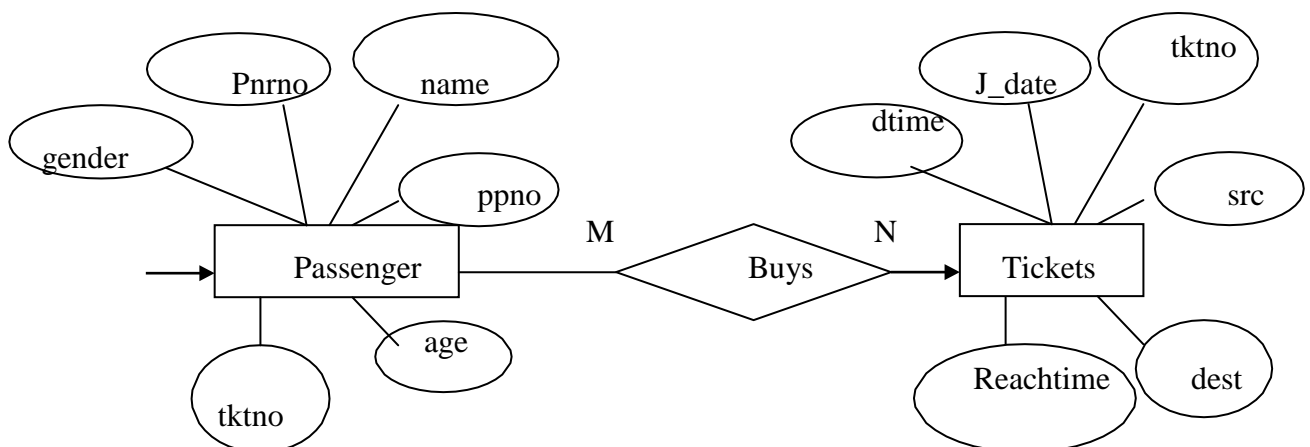 tktno
Pnrno name J_date
dtime
gender
ppno src
M N
Passenger Buys Tickets
age
Reachtime dest
tktno